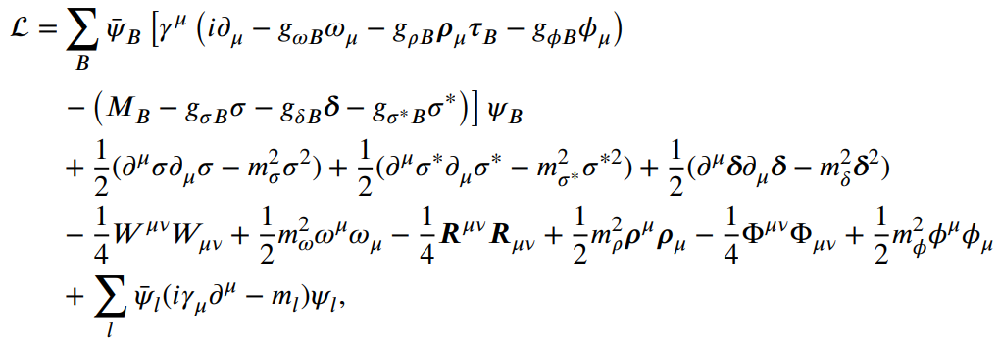 ℒ = ∑_B ψ̄_B [γ^μ (i∂_μ − g_{ωB}ω_μ − g_{ρB}𝝆_μ𝝉_B − g_{ϕB}ϕ_μ)
− (M_B − g_{σB}σ − g_{δB}𝜹 − g_{σ*B}σ*)] ψ_B
+ 1/2(∂^μσ∂_μσ − m_σ^2σ^2) + 1/2(∂^μσ*∂_μσ* − m_{σ*}^2σ*^2) + 1/2(∂^μ𝜹∂_μ𝜹 − m_δ^2𝜹^2)
− 1/4W^{μν}W_{μν} + 1/2m_ω^2ω^μω_μ − 1/4𝑹^{μν}𝑹_{μν} + 1/2m_ρ^2𝝆^μ𝝆_μ − 1/4Φ^{μν}Φ_{μν} + 1/2m_ϕ^2ϕ^μϕ_μ
+ ∑_l ψ̄_l(iγ_μ∂^μ − m_l)ψ_l,